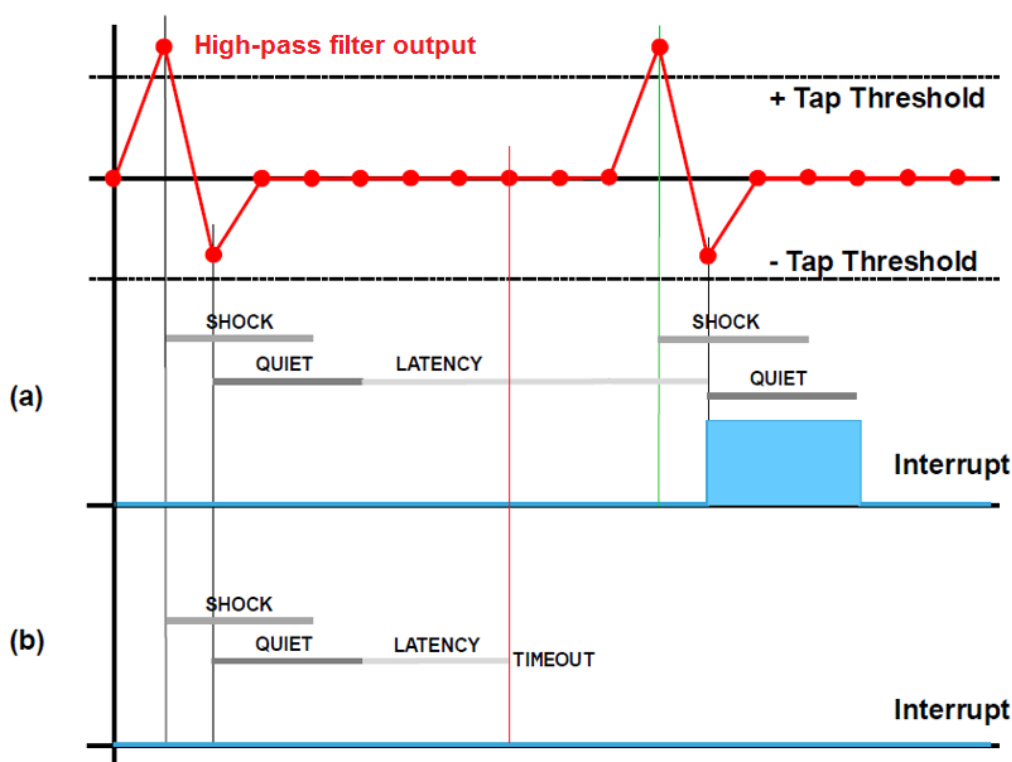 High-pass filter output
+ Tap Threshold
- Tap Threshold
SHOCK
SHOCK
QUIET
LATENCY
QUIET
(a)
Interrupt
SHOCK
(b)
QUIET
LATENCY
TIMEOUT
Interrupt